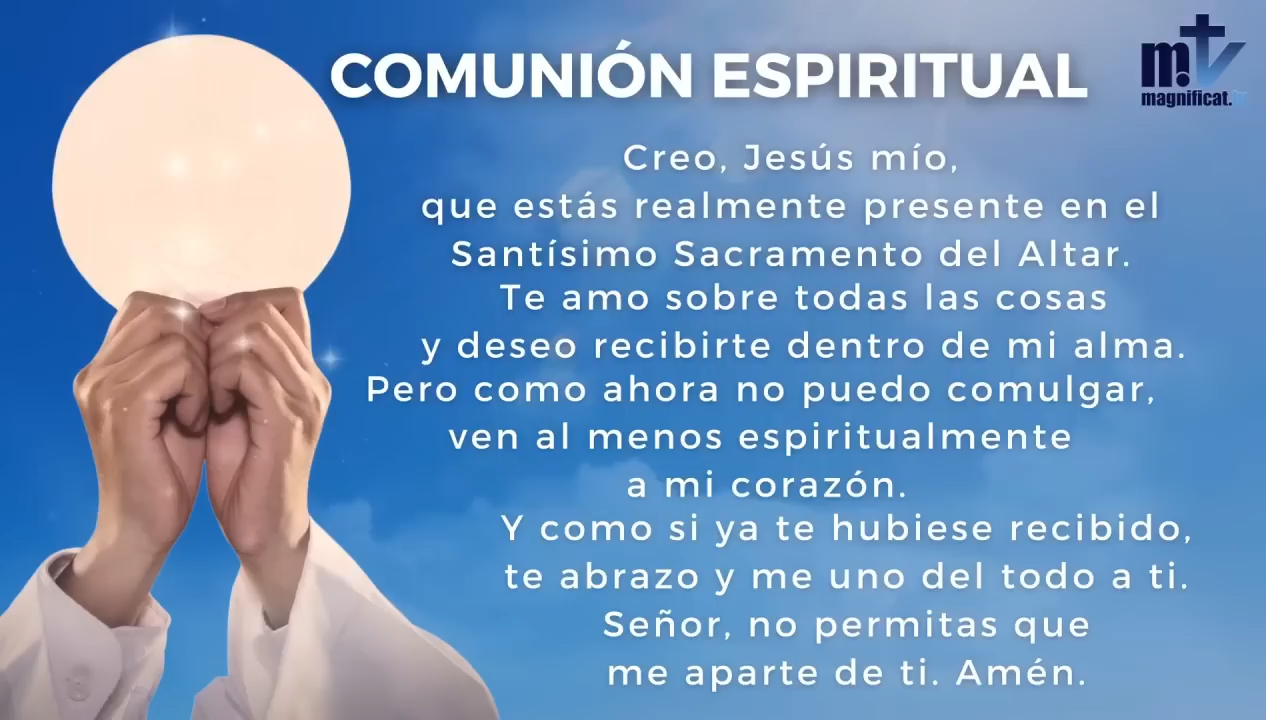 COMUNIÓN ESPIRITUAL
mtv
magnificat.tv
Creo, Jesús mío,
que estás realmente presente en el
Santísimo Sacramento del Altar.
Te amo sobre todas las cosas
y deseo recibirte dentro de mi alma.
Pero como ahora no puedo comulgar,
ven al menos espiritualmente
a mi corazón.
Y como si ya te hubiese recibido,
te abrazo y me uno del todo a ti.
Señor, no permitas que
me aparte de ti. Amén.